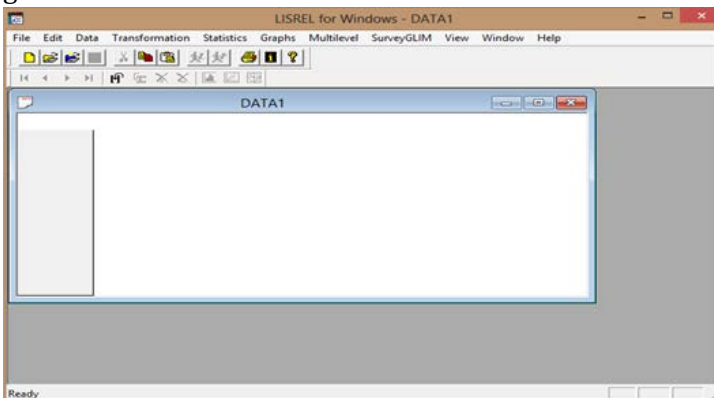 LISREL for Windows - DATA1
File Edit Data Transformation Statistics Graphs Multilevel SurveyGLIM View Window Help
DATA1
Ready